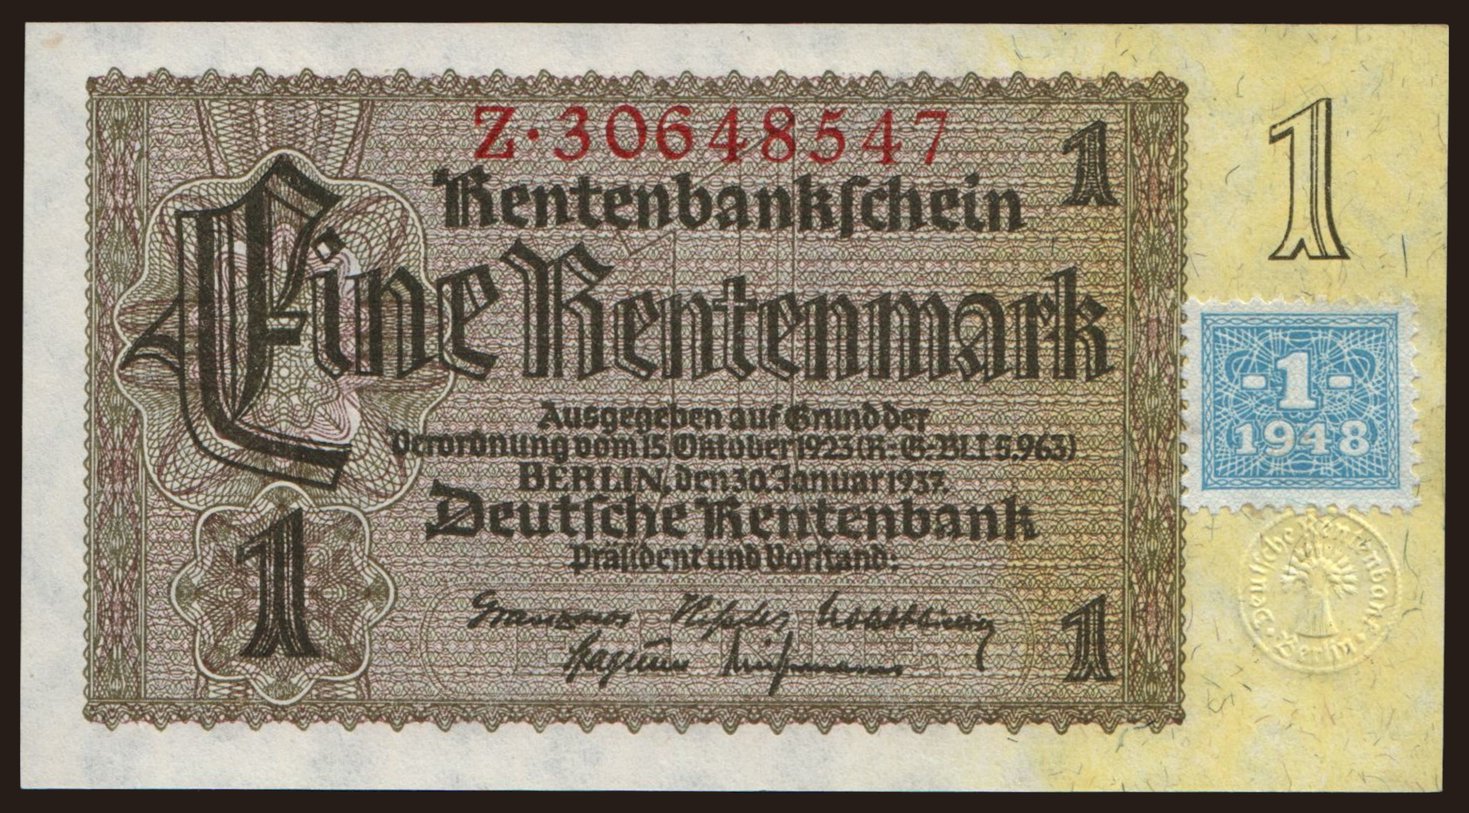 Z·30648547
1
1
Rentenbankschein
Eine Rentenmark
-1-
1948
Ausgegeben auf Grund der
Verordnung vom 15. Oktober 1923 (R.-G.-Bl. I S. 963)
BERLIN, den 30. Januar 1937.
Deutsche Rentenbank
Präsident und Vorstand:
1
1
Deutsche Rentenbank
Berlin